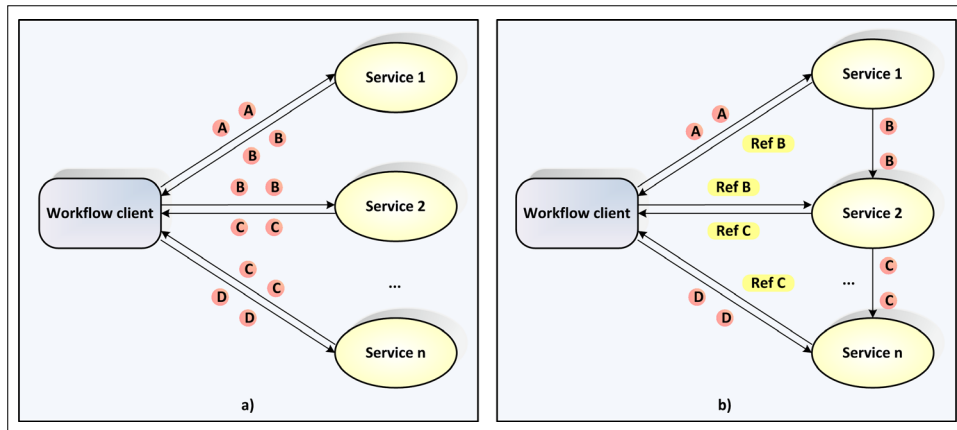 Service 1
A
A
B
B
B B
Workflow client
Service 2
C C
C
C
D
D
...
Service n
a)
Service 1
A
A
B
Ref B
B
Ref B
Workflow client
Service 2
Ref C
C
Ref C
...
D
C
D
Service n
b)